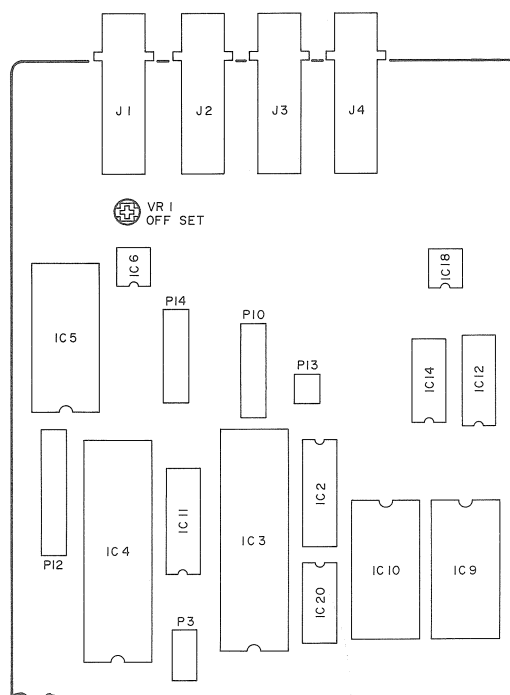 J1
J2
J3
J4
VR1
OFF SET
IC6
IC18
IC5
P14
P10
P13
IC14
IC12
P12
IC4
IC11
IC3
IC2
IC20
IC10
IC9
P3